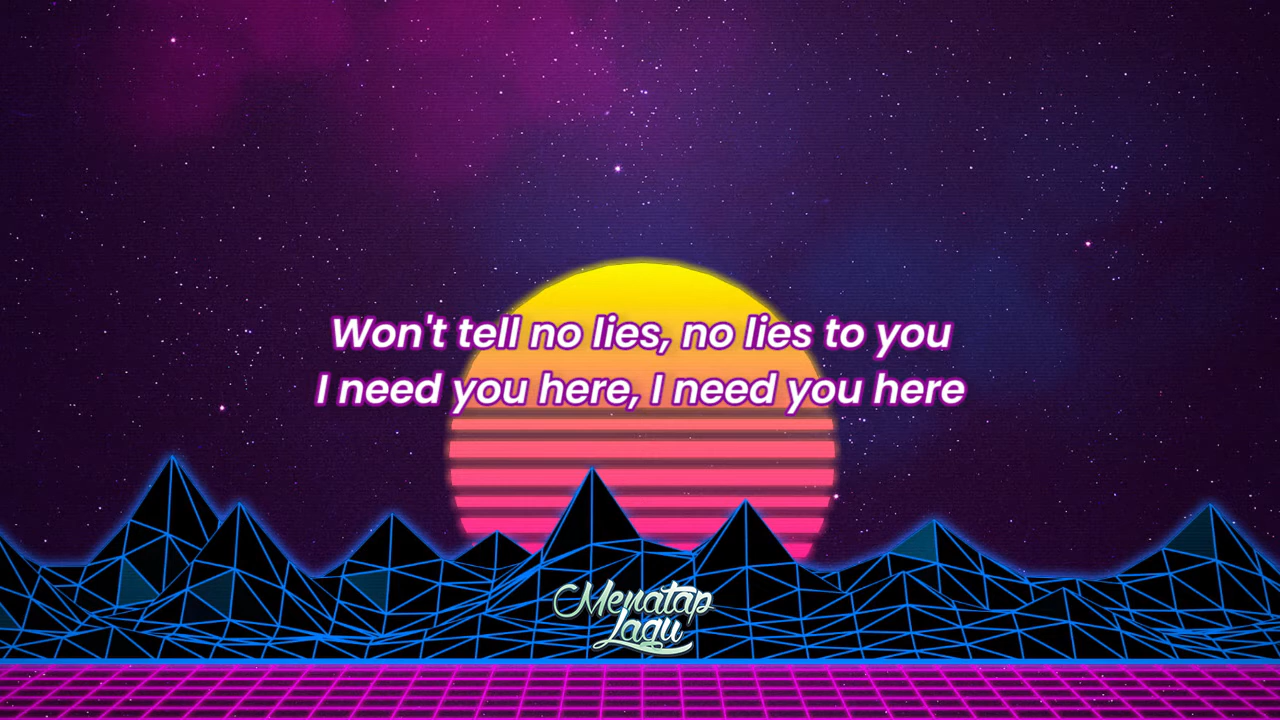 Won't tell no lies, no lies to you
I need you here, I need you here
Menatap
Lagu